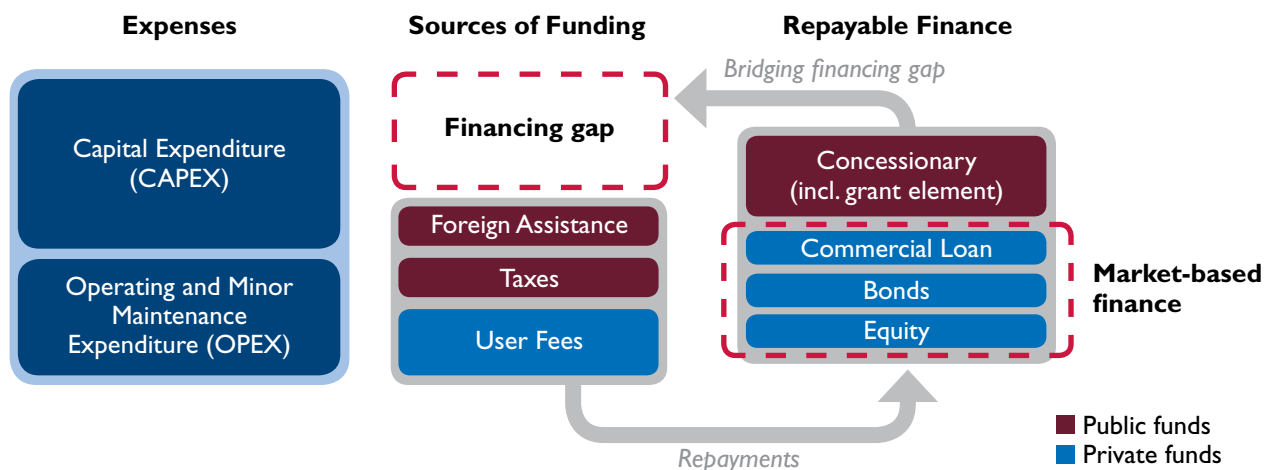 Expenses
Capital Expenditure
(CAPEX)
Operating and Minor
Maintenance
Expenditure (OPEX)
Sources of Funding
Financing gap
Foreign Assistance
Taxes
User Fees
Repayable Finance
Bridging financing gap
Concessionary
(incl. grant element)
Commercial Loan
Bonds
Equity
Market-based
finance
Repayments
Public funds
Private funds